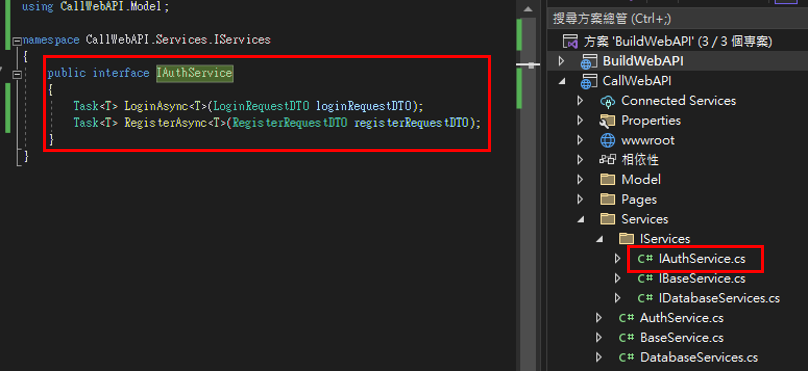 using CallWebAPI.Model;
namespace CallWebAPI.Services.IServices
{
public interface IAuthService
{
Task<T> LoginAsync<T>(LoginRequestDTO loginRequestDTO);
Task<T> RegisterAsync<T>(RegisterRequestDTO registerRequestDTO);
}
}
搜尋方案總管 (Ctrl+;)
方案 'BuildWebAPI' (3 / 3 個專案)
BuildWebAPI
CallWebAPI
Connected Services
Properties
wwwroot
相依性
Model
Pages
Services
IServices
C# IAuthService.cs
C# IBaseService.cs
C# IDatabaseServices.cs
C# AuthService.cs
C# BaseService.cs
C# DatabaseServices.cs